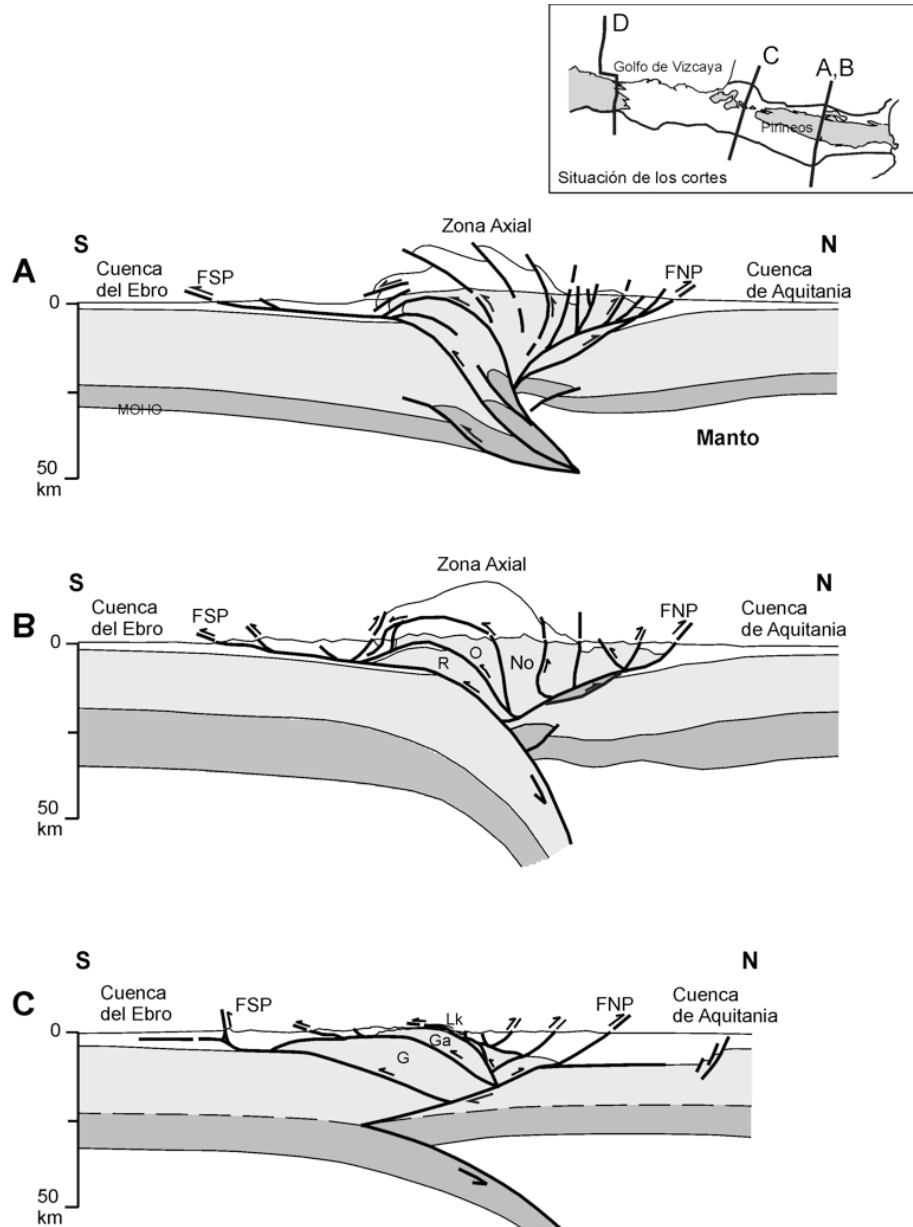 D
Golfo de Vizcaya
C
A,B
Pirineos
Situación de los cortes
Zona Axial
S
N
A
Cuenca
del Ebro
FSP
FNP
Cuenca
de Aquitania
0
MOHO
Manto
50
km
Zona Axial
S
N
B
Cuenca
del Ebro
FSP
FNP
Cuenca
de Aquitania
0
R
O
No
50
km
S
N
C
Cuenca
del Ebro
FSP
Lk
FNP
Cuenca
de Aquitania
0
Ga
G
50
km